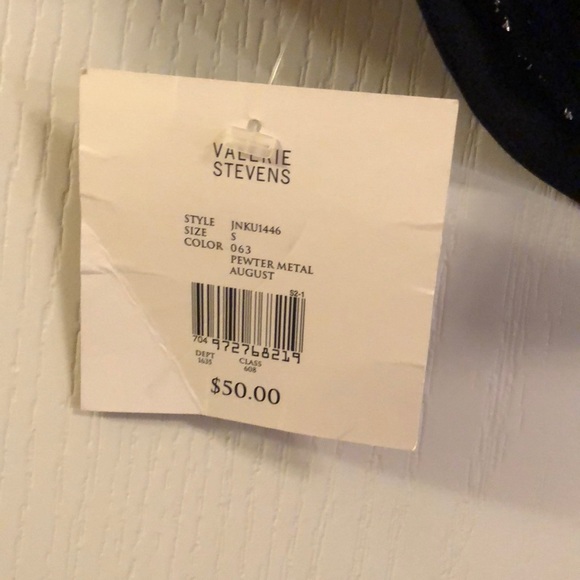 VALERIE
STEVENS
STYLE JNKU1446
SIZE S
COLOR 063
PEWTER METAL
AUGUST
52-1
704 972768219
DEPT CLASS
1635 608
$50.00